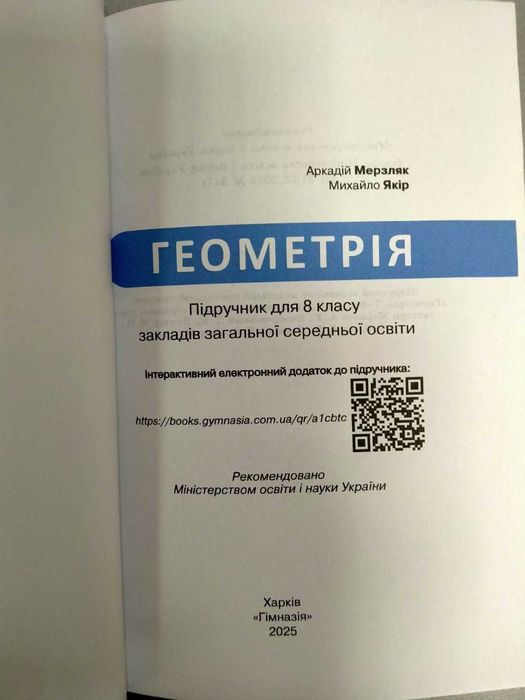 Аркадій Мерзляк
Михайло Якір
ГЕОМЕТРІЯ
Підручник для 8 класу
закладів загальної середньої освіти
Інтерактивний електронний додаток до підручника:
https://books.gymnasia.com.ua/qr/a1cbtc
Рекомендовано
Міністерством освіти і науки України
Харків
«Гімназія»
2025